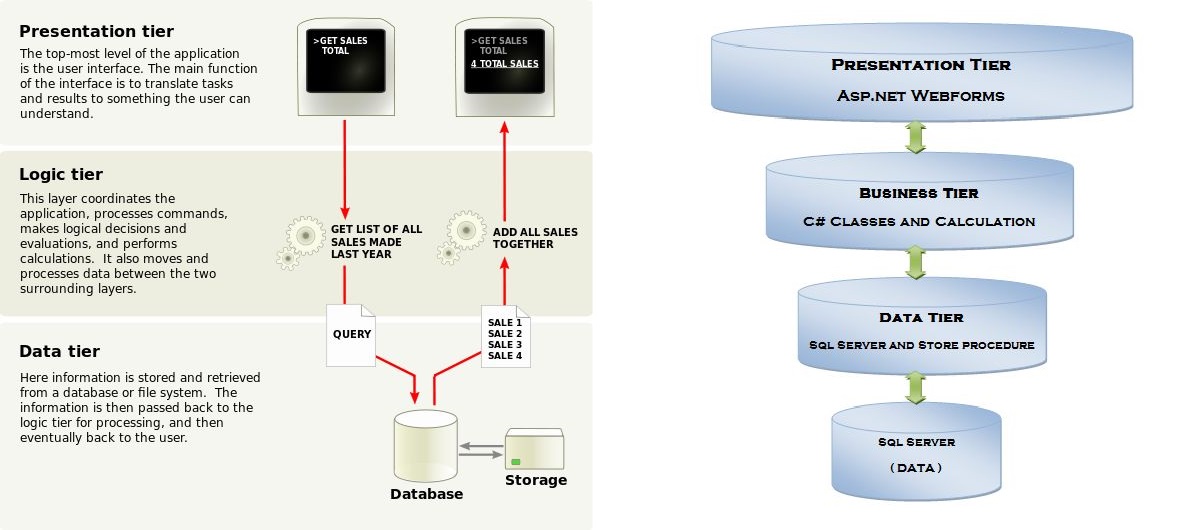 Presentation tier
The top-most level of the application
is the user interface. The main function
of the interface is to translate tasks
and results to something the user can
understand.
>GET SALES
TOTAL
>GET SALES
TOTAL
4 TOTAL SALES
Logic tier
This layer coordinates the
application, processes commands,
makes logical decisions and
evaluations, and performs
calculations. It also moves and
processes data between the two
surrounding layers.
GET LIST OF ALL
SALES MADE
LAST YEAR
ADD ALL SALES
TOGETHER
QUERY
SALE 1
SALE 2
SALE 3
SALE 4
Data tier
Here information is stored and retrieved
from a database or file system. The
information is then passed back to the
logic tier for processing, and then
eventually back to the user.
Database
Storage
Presentation Tier
Asp.net Webforms
Business Tier
C# Classes and Calculation
Data Tier
Sql Server and Store procedure
Sql Server
(Data)